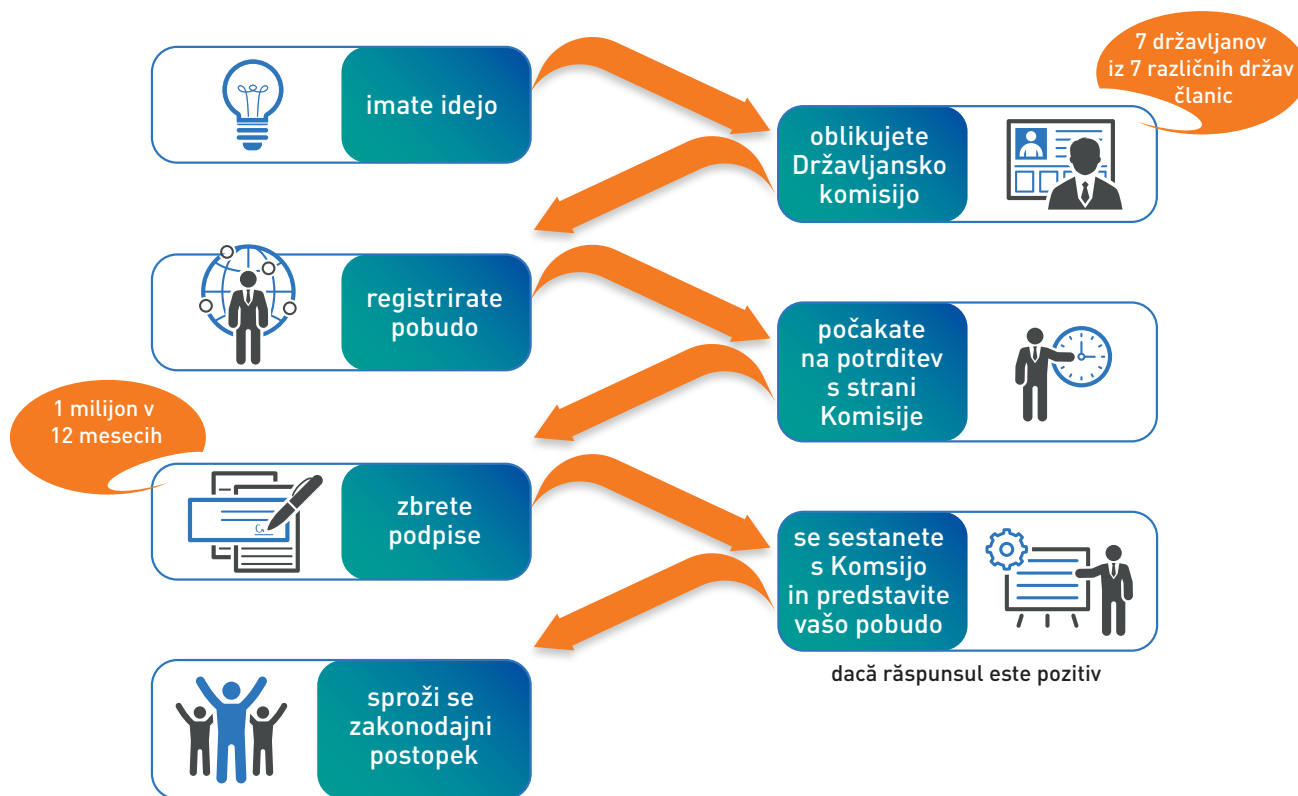 imate idejo
7 državljanov
iz 7 različnih držav
članic
oblikujete
Državljansko
komisijo
registrirate
pobudo
počakate
na potrditev
s strani
Komisije
1 milijon v
12 mesecih
zbrete
podpise
se sestanete
s Komsijo
in predstavite
vašo pobudo
dacă răspunsul este pozitiv
sproži se
zakonodajni
postopek